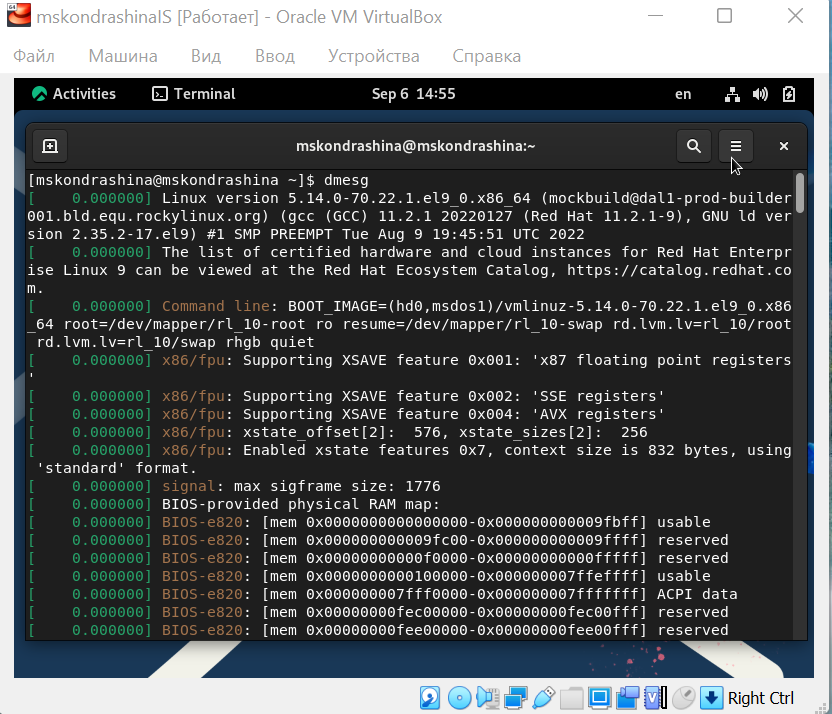 64
mskondrashinaIS [Работает] - Oracle VM VirtualBox
Файл Машина Вид Ввод Устройства Справка
Activities Terminal Sep 6 14:55 en
mskondrashina@mskondrashina:~
[mskondrashina@mskondrashina ~]$ dmesg
[    0.000000] Linux version 5.14.0-70.22.1.el9_0.x86_64 (mockbuild@dal1-prod-builder
001.bld.equ.rockylinux.org) (gcc (GCC) 11.2.1 20220127 (Red Hat 11.2.1-9), GNU ld ver
sion 2.35.2-17.el9) #1 SMP PREEMPT Tue Aug 9 19:45:51 UTC 2022
[    0.000000] The list of certified hardware and cloud instances for Red Hat Enterpr
ise Linux 9 can be viewed at the Red Hat Ecosystem Catalog, https://catalog.redhat.co
m.
[    0.000000] Command line: BOOT_IMAGE=(hd0,msdos1)/vmlinuz-5.14.0-70.22.1.el9_0.x86
_64 root=/dev/mapper/rl_10-root ro resume=/dev/mapper/rl_10-swap rd.lvm.lv=rl_10/root
 rd.lvm.lv=rl_10/swap rhgb quiet
[    0.000000] x86/fpu: Supporting XSAVE feature 0x001: 'x87 floating point registers
'
[    0.000000] x86/fpu: Supporting XSAVE feature 0x002: 'SSE registers'
[    0.000000] x86/fpu: Supporting XSAVE feature 0x004: 'AVX registers'
[    0.000000] x86/fpu: xstate_offset[2]:  576, xstate_sizes[2]:  256
[    0.000000] x86/fpu: Enabled xstate features 0x7, context size is 832 bytes, using
 'standard' format.
[    0.000000] signal: max sigframe size: 1776
[    0.000000] BIOS-provided physical RAM map:
[    0.000000] BIOS-e820: [mem 0x0000000000000000-0x000000000009fbff] usable
[    0.000000] BIOS-e820: [mem 0x000000000009fc00-0x000000000009ffff] reserved
[    0.000000] BIOS-e820: [mem 0x00000000000f0000-0x00000000000fffff] reserved
[    0.000000] BIOS-e820: [mem 0x0000000000100000-0x000000007ffeffff] usable
[    0.000000] BIOS-e820: [mem 0x000000007fff0000-0x000000007fffffff] ACPI data
[    0.000000] BIOS-e820: [mem 0x00000000fec00000-0x00000000fec00fff] reserved
[    0.000000] BIOS-e820: [mem 0x00000000fee00000-0x00000000fee00fff] reserved
Right Ctrl